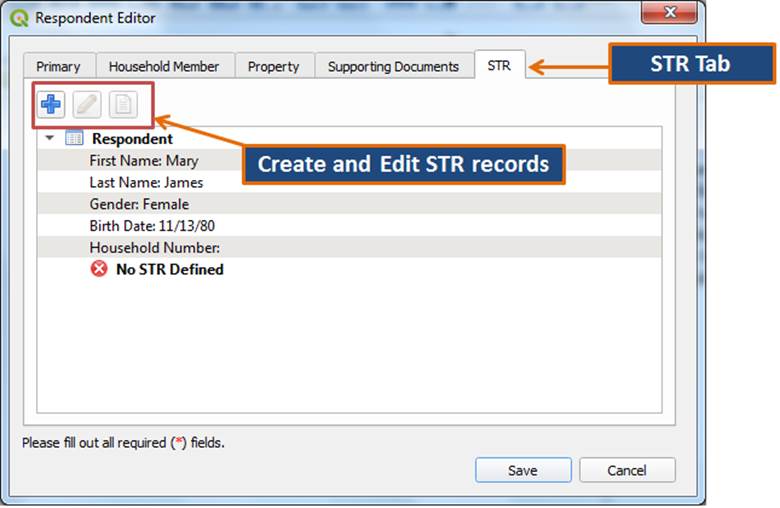 Respondent Editor
Primary Household Member Property Supporting Documents STR
STR Tab
Respondent
Create and Edit STR records
First Name: Mary
Last Name: James
Gender: Female
Birth Date: 11/13/80
Household Number:
No STR Defined
Please fill out all required (*) fields.
Save Cancel